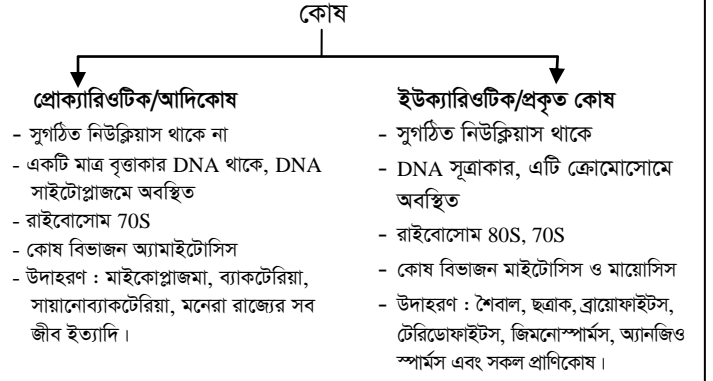 কোষ
প্রোক্যারিওটিক/আদিকোষ
- সুগঠিত নিউক্লিয়াস থাকে না
- একটি মাত্র বৃত্তাকার DNA থাকে, DNA
সাইটোপ্লাজমে অবস্থিত
- রাইবোসোম 70S
- কোষ বিভাজন অ্যামাইটোসিস
- উদাহরণ : মাইকোপ্লাজমা, ব্যাকটেরিয়া,
সায়ানোব্যাকটেরিয়া, মনেরা রাজ্যের সব
জীব ইত্যাদি।
ইউক্যারিওটিক/প্রকৃত কোষ
- সুগঠিত নিউক্লিয়াস থাকে
- DNA সূত্রাকার, এটি ক্রোমোসোমে
অবস্থিত
- রাইবোসোম 80S, 70S
- কোষ বিভাজন মাইটোসিস ও মায়োসিস
- উদাহরণ : শৈবাল, ছত্রাক, ব্রায়োফাইটস,
টেরিডোফাইটস, জিমনোস্পার্মস, অ্যানজিও
স্পার্মস এবং সকল প্রাণিকোষ।